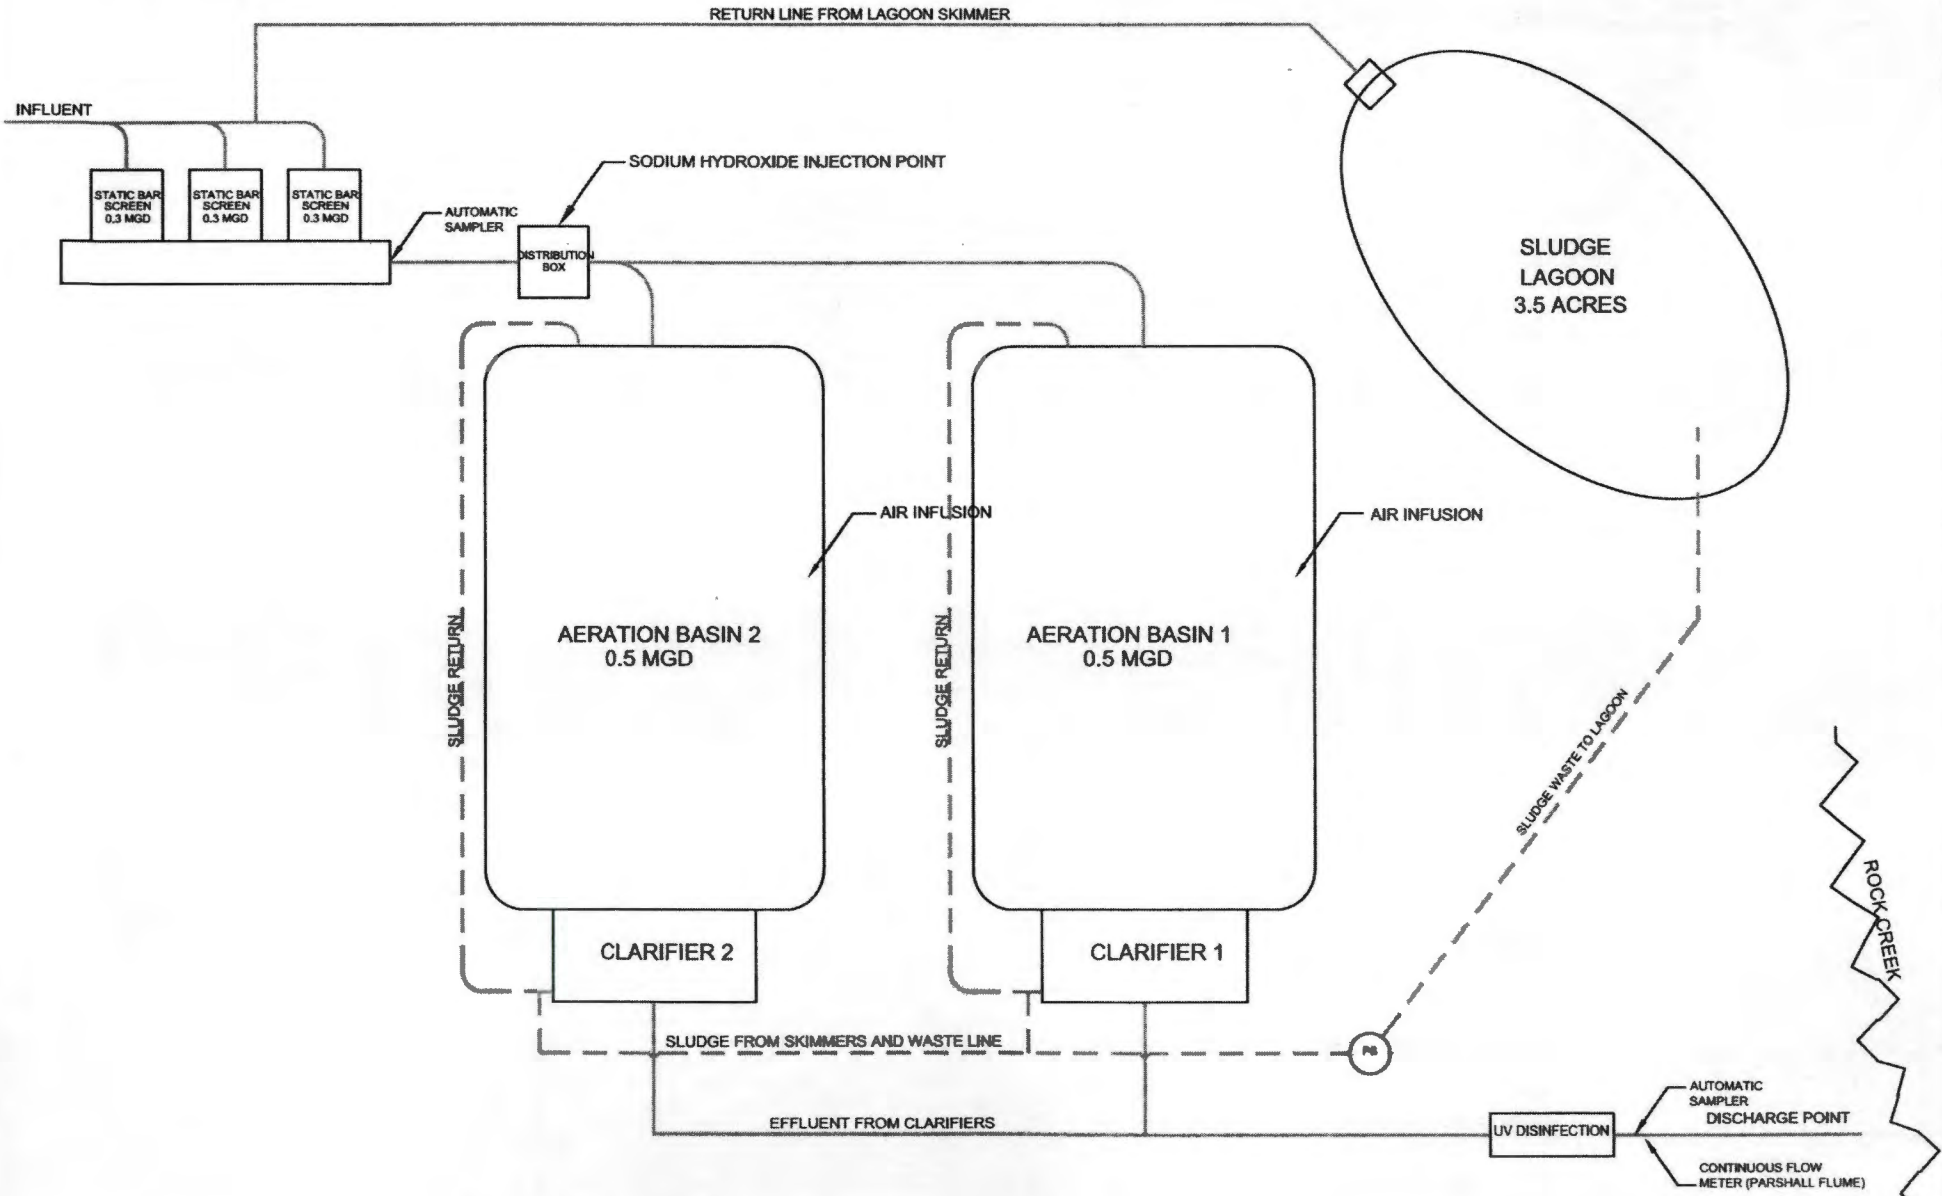 RETURN LINE FROM LAGOON SKIMMER
INFLUENT
STATIC BAR
SCREEN
0.3 MGD
STATIC BAR
SCREEN
0.3 MGD
STATIC BAR
SCREEN
0.3 MGD
AUTOMATIC
SAMPLER
SODIUM HYDROXIDE INJECTION POINT
DISTRIBUTION
BOX
SLUDGE
LAGOON
3.5 ACRES
AIR INFUSION
AIR INFUSION
SLUDGE RETURN
AERATION BASIN 2
0.5 MGD
SLUDGE RETURN
AERATION BASIN 1
0.5 MGD
SLUDGE WASTE TO LAGOON
ROCK CREEK
CLARIFIER 2
CLARIFIER 1
SLUDGE FROM SKIMMERS AND WASTE LINE
PS
EFFLUENT FROM CLARIFIERS
UV DISINFECTION
AUTOMATIC
SAMPLER
DISCHARGE POINT
CONTINUOUS FLOW
METER (PARSHALL FLUME)